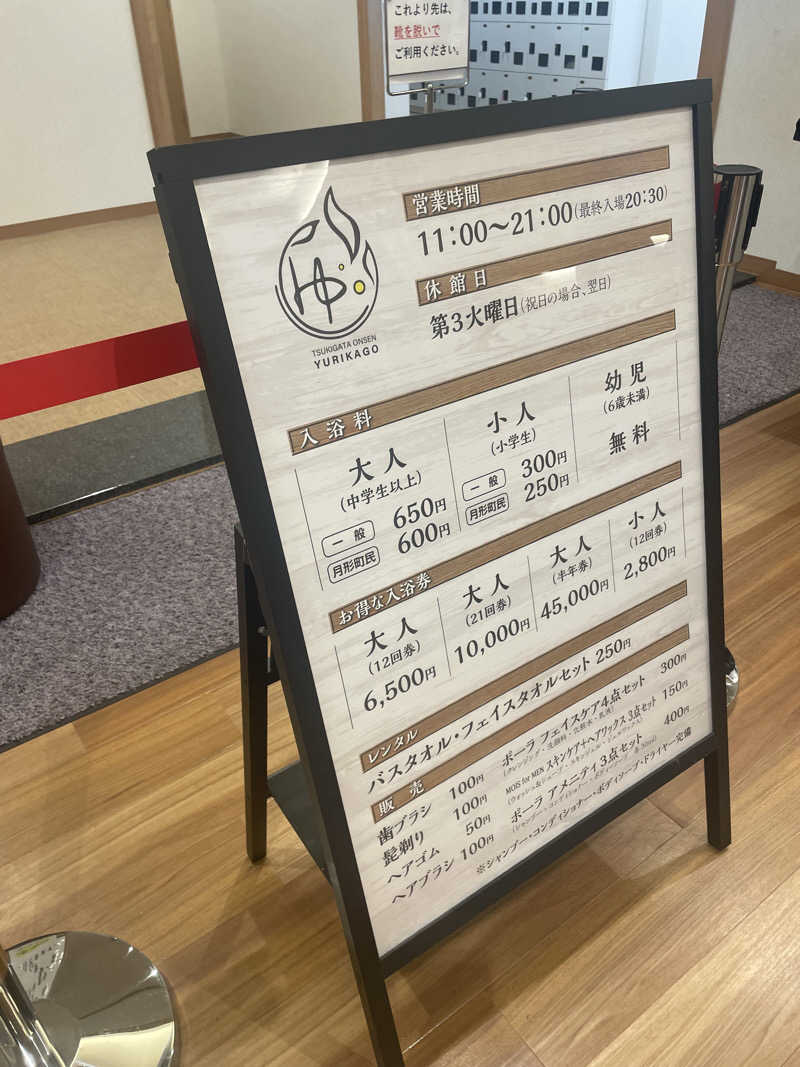 これより先は、
靴を脱いで
ご利用ください。
ゆ
TSUKIGATA ONSEN
YURIKAGO
営業時間
11:00〜21:00(最終入場20:30)
休館日
第3火曜日(祝日の場合、翌日)
入浴料
大人
(中学生以上)
一般 650円
月形町民 600円
小人
(小学生)
一般 300円
月形町民 250円
幼児
(6歳未満)
無料
お得な入浴券
大人
(12回券)
6,500円
大人
(21回券)
10,000円
大人
(半年券)
45,000円
小人
(12回券)
2,800円
レンタル
バスタオル・フェイスタオルセット 250円
販売
歯ブラシ 100円
髭剃り 100円
ヘアゴム 50円
ヘアブラシ 100円
ポーラ フェイスケア4点セット 300円
(クレンジング・洗顔料・化粧水・乳液)
MOIS for MEN スキンケア+ヘアワックス 3点セット 150円
ポーラ アメニティ 3点セット 400円
※シャンプー・コンディショナー・ボディソープ・ドライヤー完備